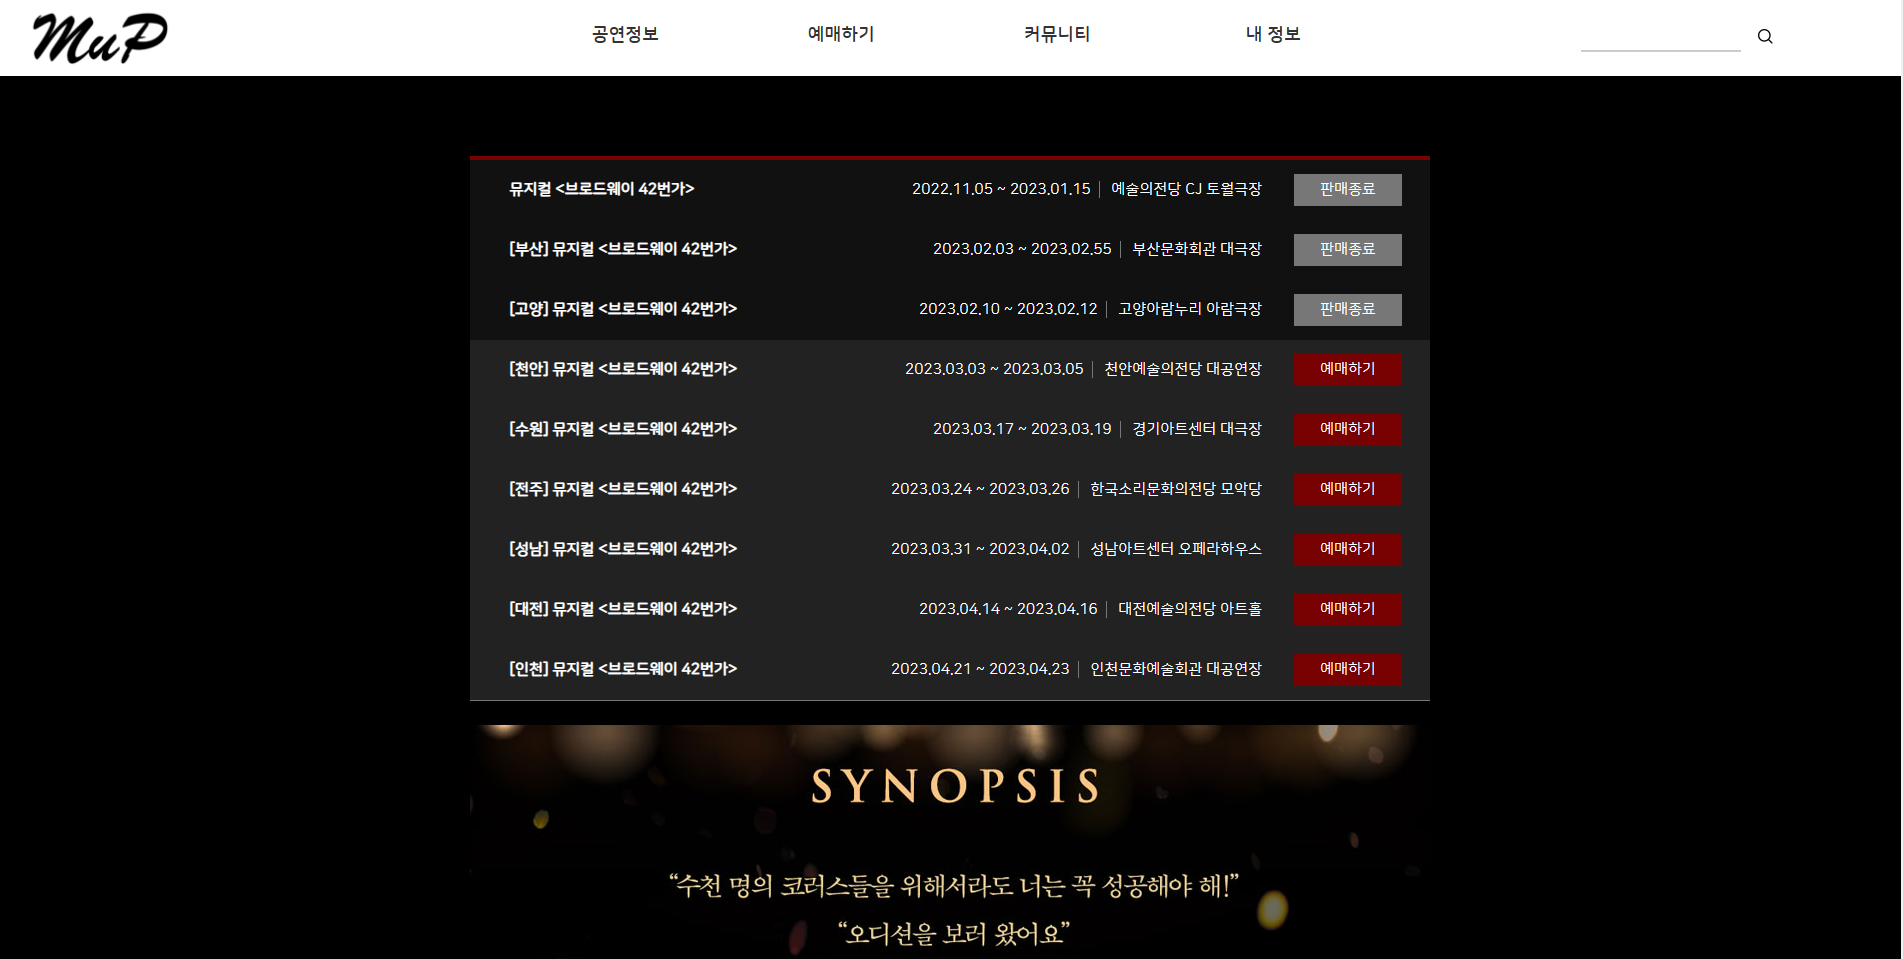 MuP 공연정보 예매하기 커뮤니티 내 정보
뮤지컬 <브로드웨이 42번가> 2022.11.05 ~ 2023.01.15 | 예술의전당 CJ 토월극장 판매종료
[부산] 뮤지컬 <브로드웨이 42번가> 2023.02.03 ~ 2023.02.55 | 부산문화회관 대극장 판매종료
[고양] 뮤지컬 <브로드웨이 42번가> 2023.02.10 ~ 2023.02.12 | 고양아람누리 아람극장 판매종료
[천안] 뮤지컬 <브로드웨이 42번가> 2023.03.03 ~ 2023.03.05 | 천안예술의전당 대공연장 예매하기
[수원] 뮤지컬 <브로드웨이 42번가> 2023.03.17 ~ 2023.03.19 | 경기아트센터 대극장 예매하기
[전주] 뮤지컬 <브로드웨이 42번가> 2023.03.24 ~ 2023.03.26 | 한국소리문화의전당 모악당 예매하기
[성남] 뮤지컬 <브로드웨이 42번가> 2023.03.31 ~ 2023.04.02 | 성남아트센터 오페라하우스 예매하기
[대전] 뮤지컬 <브로드웨이 42번가> 2023.04.14 ~ 2023.04.16 | 대전예술의전당 아트홀 예매하기
[인천] 뮤지컬 <브로드웨이 42번가> 2023.04.21 ~ 2023.04.23 | 인천문화예술회관 대공연장 예매하기
SYNOPSIS
“수천 명의 코러스들을 위해서라도 너는 꼭 성공해야 해!”
“오디션을 보러 왔어요”